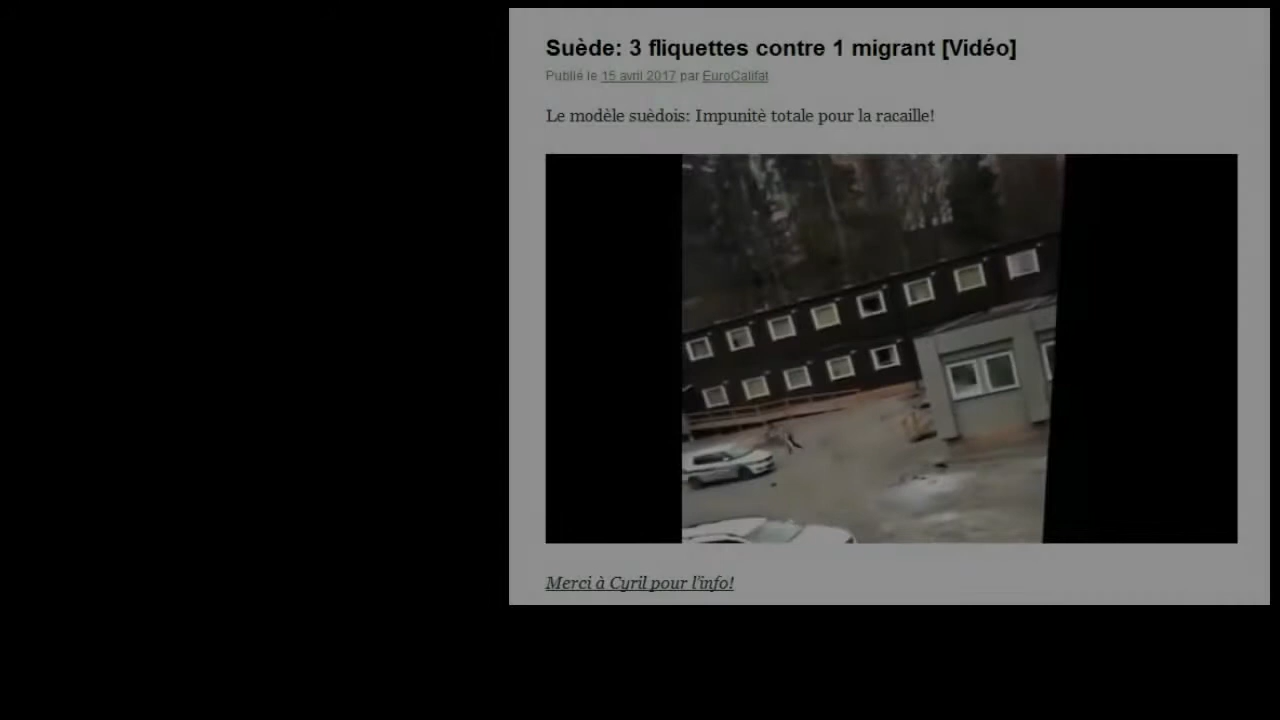 Suède: 3 fliquettes contre 1 migrant [Vidéo]
Publié le 15 avril 2017 par EuroCalifat
Le modèle suèdois: Impunitè totale pour la racaille!
Merci à Cyril pour l'info!